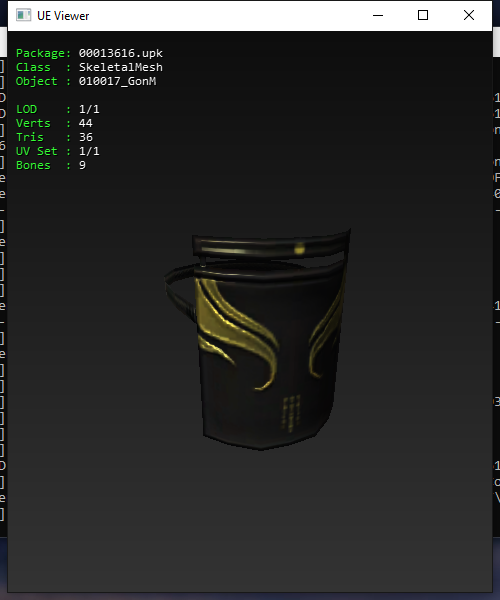 UE Viewer
Package: 00013616.upk
Class : SkeletalMesh
Object : 010017_GonM
LOD : 1/1
Verts : 44
Tris : 36
UV Set : 1/1
Bones : 9